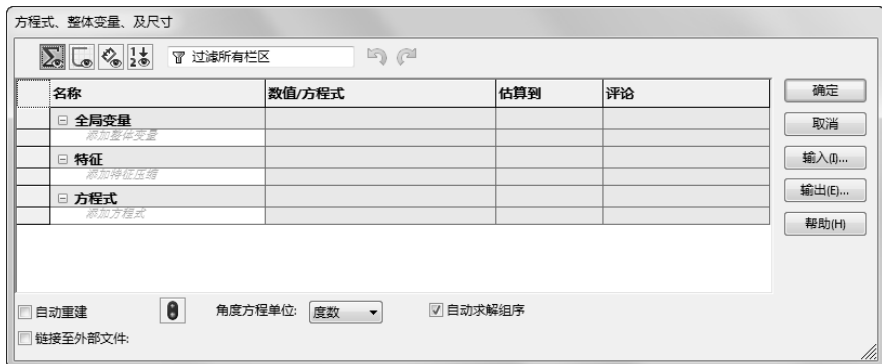 方程式、整体变量、及尺寸
过滤所有栏区
名称 数值/方程式 估算到 评论
全局变量
添加整体变量
特征
添加特征压缩
方程式
添加方程式
确定
取消
输入(I)...
输出(E)...
帮助(H)
自动重建 角度方程单位: 度数 自动求解组序
链接至外部文件: